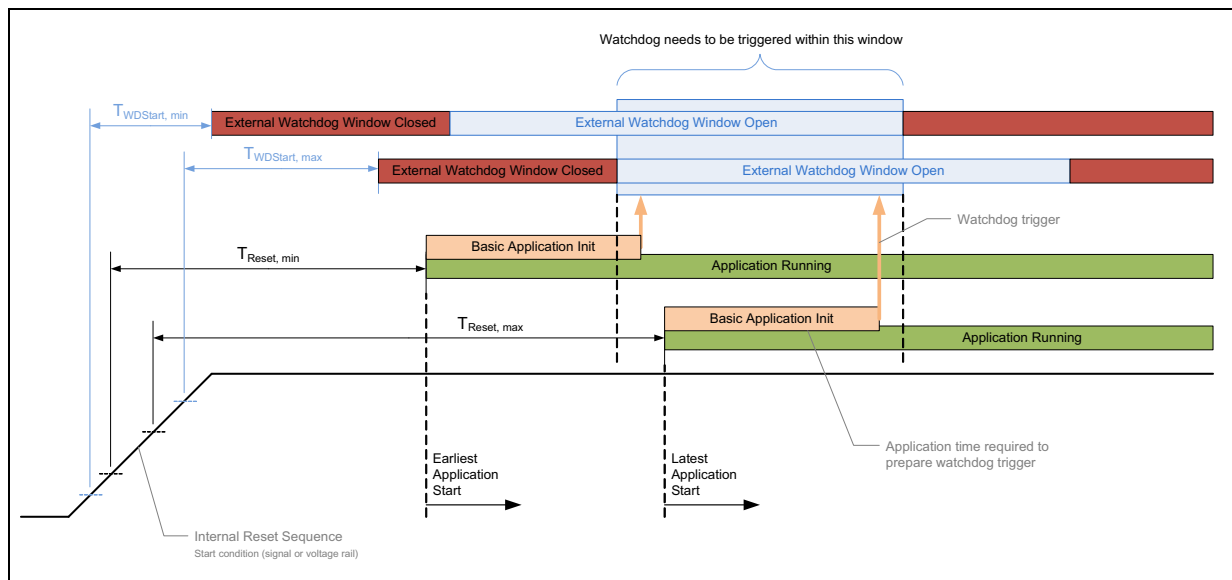 Watchdog needs to be triggered within this window
TWDStart, min
External Watchdog Window Closed
External Watchdog Window Open
TWDStart, max
External Watchdog Window Closed
External Watchdog Window Open
Watchdog trigger
Basic Application Init
TReset, min
Application Running
Basic Application Init
TReset, max
Application Running
Earliest
Application
Start
Latest
Application
Start
Application time required to
prepare watchdog trigger
Internal Reset Sequence
Start condition (signal or voltage rail)